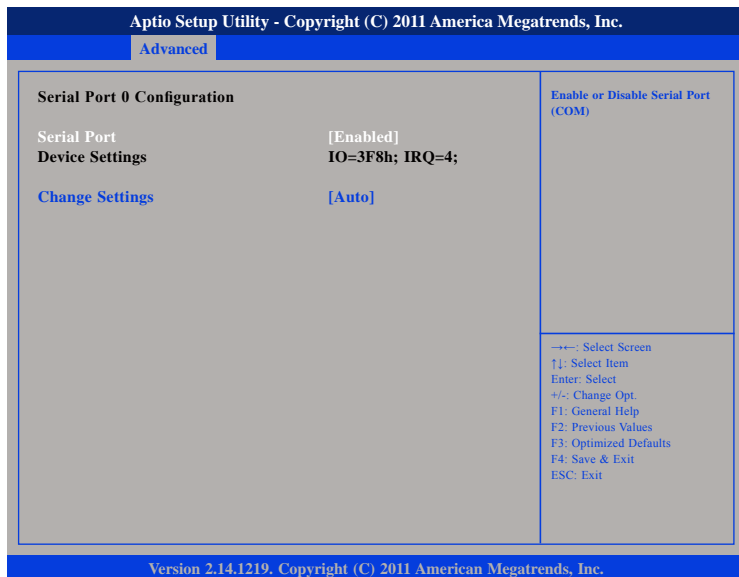 Aptio Setup Utility - Copyright (C) 2011 America Megatrends, Inc.
Advanced
Serial Port 0 Configuration
Serial Port [Enabled]
Device Settings IO=3F8h; IRQ=4;
Change Settings [Auto]
Enable or Disable Serial Port
(COM)
→←: Select Screen
↑↓: Select Item
Enter: Select
+/-: Change Opt.
F1: General Help
F2: Previous Values
F3: Optimized Defaults
F4: Save & Exit
ESC: Exit
Version 2.14.1219. Copyright (C) 2011 American Megatrends, Inc.